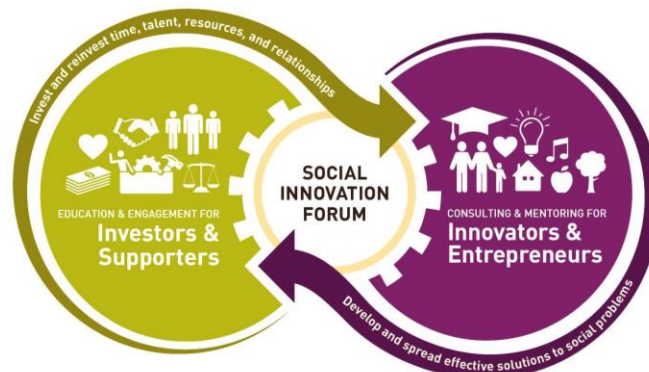 Invest and reinvest time, talent, resources, and relationships
EDUCATION & ENGAGEMENT FOR
Investors &
Supporters
SOCIAL
INNOVATION
FORUM
CONSULTING & MENTORING FOR
Innovators &
Entrepreneurs
Develop and spread effective solutions to social problems